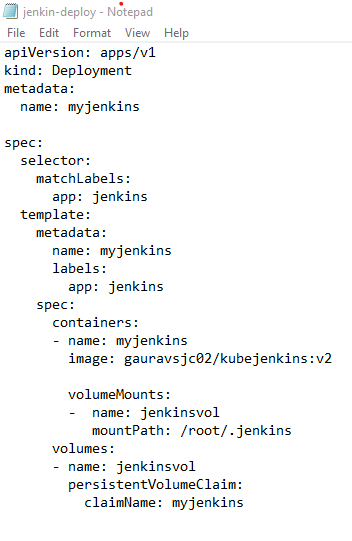 jenkin-deploy - Notepad
File Edit Format View Help
apiVersion: apps/v1
kind: Deployment
metadata:
  name: myjenkins

spec:
  selector:
    matchLabels:
      app: jenkins
  template:
    metadata:
      name: myjenkins
      labels:
        app: jenkins
    spec:
      containers:
      - name: myjenkins
        image: gauravsjc02/kubejenkins:v2

        volumeMounts:
        -  name: jenkinsvol
           mountPath: /root/.jenkins
      volumes:
      - name: jenkinsvol
        persistentVolumeClaim:
          claimName: myjenkins